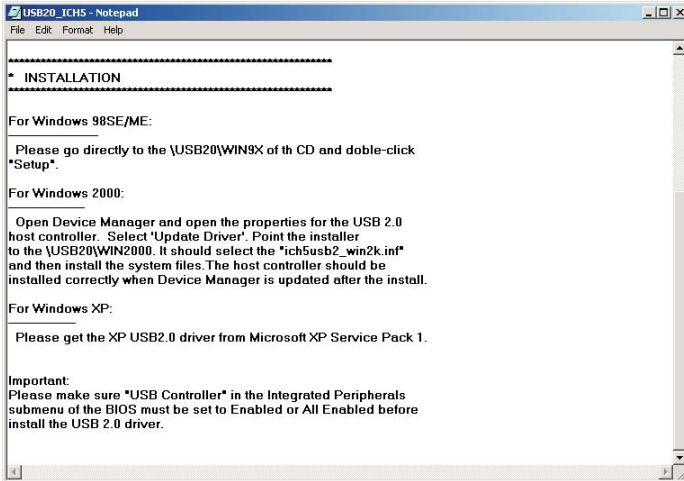 USB20_ICH5 - Notepad
File Edit Format Help
**************************************************************
* INSTALLATION
**************************************************************
For Windows 98SE/ME:
Please go directly to the \USB20\WIN9X of th CD and doble-click
"Setup".
For Windows 2000:
Open Device Manager and open the properties for the USB 2.0
host controller. Select 'Update Driver'. Point the installer
to the \USB20\WIN2000. It should select the "ich5usb2_win2k.inf"
and then install the system files.The host controller should be
installed correctly when Device Manager is updated after the install.
For Windows XP:
Please get the XP USB2.0 driver from Microsoft XP Service Pack 1.
Important:
Please make sure "USB Controller" in the Integrated Peripherals
submenu of the BIOS must be set to Enabled or All Enabled before
install the USB 2.0 driver.